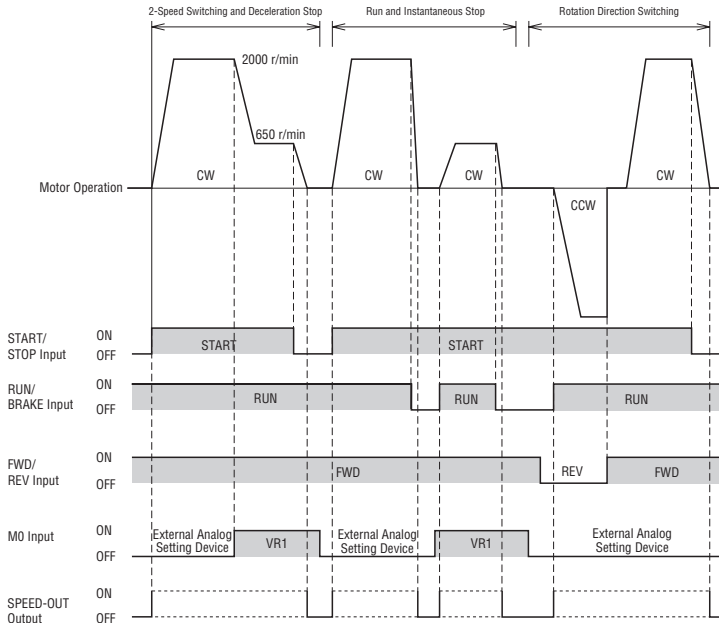 2-Speed Switching and Deceleration Stop
Run and Instantaneous Stop
Rotation Direction Switching
2000 r/min
650 r/min
CW
CW
CW
CW
Motor Operation
CCW
START/
STOP Input
ON
OFF
START
START
RUN/
BRAKE Input
ON
OFF
RUN
RUN
RUN
FWD/
REV Input
ON
OFF
FWD
REV
FWD
M0 Input
ON
OFF
External Analog
Setting Device
VR1
External Analog
Setting Device
VR1
External Analog
Setting Device
SPEED-OUT
Output
ON
OFF